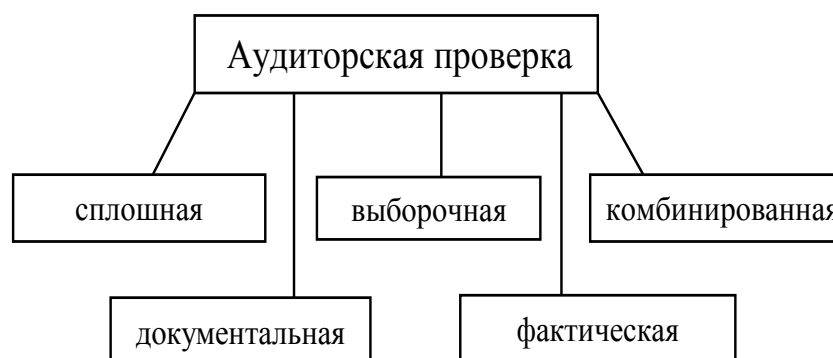 Аудиторская проверка
сплошная
выборочная
комбинированная
документальная
фактическая